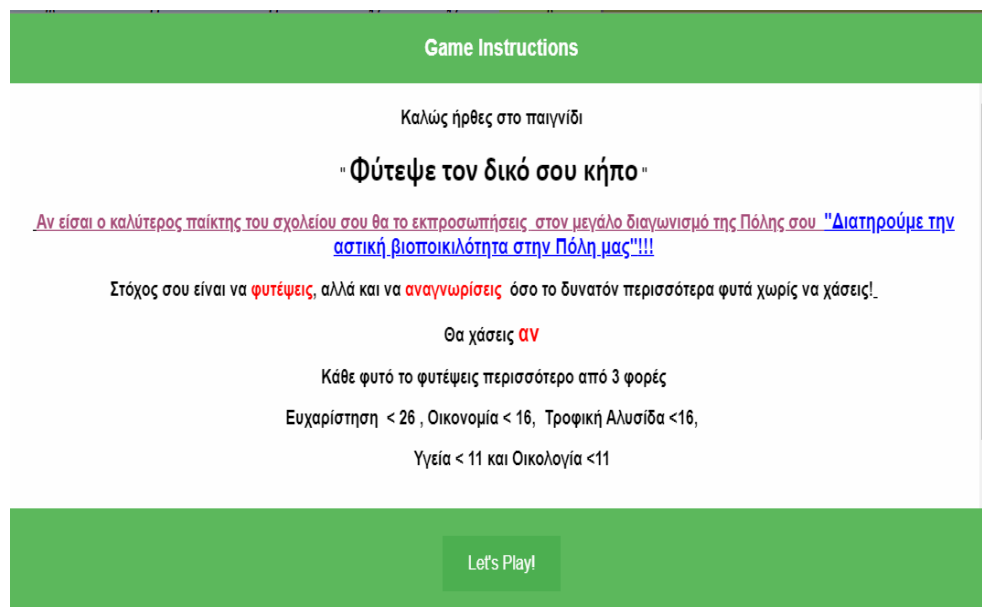 Game Instructions
Καλώς ήρθες στο παιγνίδι
" Φύτεψε τον δικό σου κήπο "
Αν είσαι ο καλύτερος παίκτης του σχολείου σου θα το εκπροσωπήσεις στον μεγάλο διαγωνισμό της Πόλης σου "Διατηρούμε την
αστική βιοποικιλότητα στην Πόλη μας"!!!
Στόχος σου είναι να φυτέψεις, αλλά και να αναγνωρίσεις όσο το δυνατόν περισσότερα φυτά χωρίς να χάσεις!
Θα χάσεις αν
Κάθε φυτό το φυτέψεις περισσότερο από 3 φορές
Ευχαρίστηση < 26 , Οικονομία < 16, Τροφική Αλυσίδα <16,
Υγεία < 11 και Οικολογία <11
Let's Play!